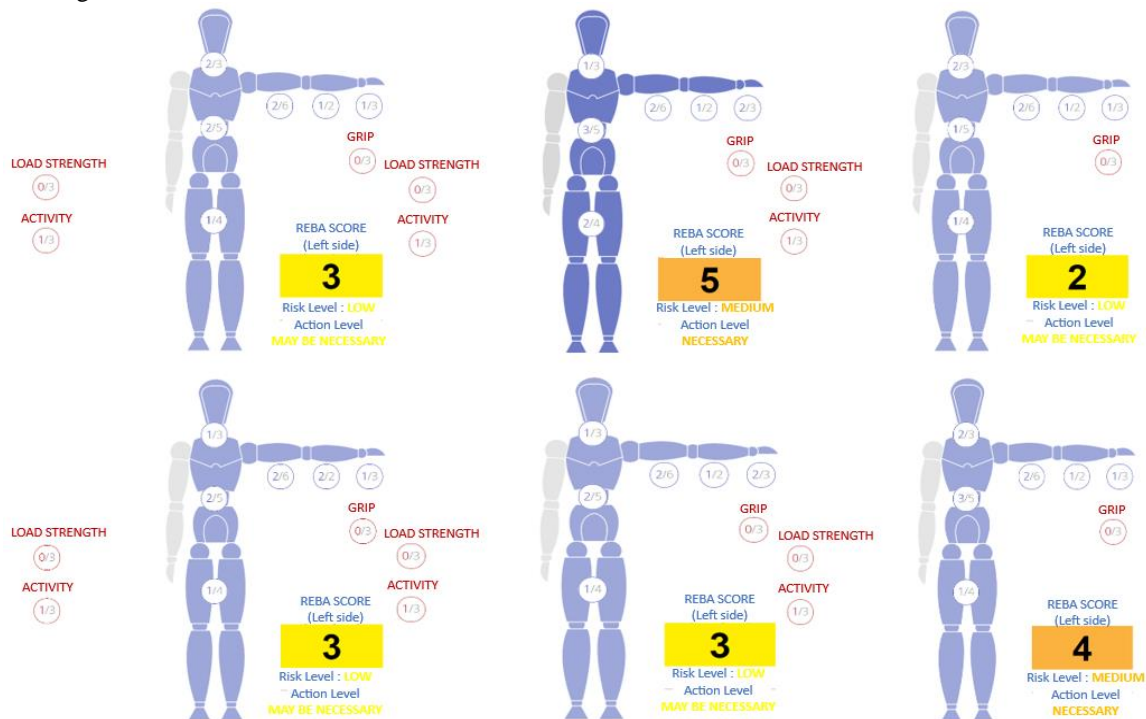 2/3
2/6 1/2 1/3
2/5
GRIP
0/3
LOAD STRENGTH
0/3
ACTIVITY
1/3
1/4
REBA SCORE
(Left side)
3
Risk Level : LOW
Action Level
MAY BE NECESSARY
1/3
2/6 1/2 2/3
3/5
GRIP
0/3
LOAD STRENGTH
0/3
ACTIVITY
1/3
2/4
REBA SCORE
(Left side)
5
Risk Level : MEDIUM
Action Level
NECESSARY
2/3
2/6 1/2 1/3
1/5
GRIP
0/3
LOAD STRENGTH
0/3
ACTIVITY
1/3
1/4
REBA SCORE
(Left side)
2
Risk Level : LOW
Action Level
MAY BE NECESSARY
1/3
2/6 2/2 1/3
2/5
GRIP
0/3
LOAD STRENGTH
0/3
ACTIVITY
1/3
1/4
REBA SCORE
(Left side)
3
Risk Level : LOW
Action Level
MAY BE NECESSARY
1/3
2/6 1/2 2/3
2/5
GRIP
0/3
LOAD STRENGTH
0/3
ACTIVITY
1/3
1/4
REBA SCORE
(Left side)
3
Risk Level : LOW
Action Level
MAY BE NECESSARY
2/3
2/6 1/2 1/3
3/5
GRIP
0/3
LOAD STRENGTH
0/3
ACTIVITY
1/3
1/4
REBA SCORE
(Left side)
4
Risk Level : MEDIUM
Action Level
NECESSARY